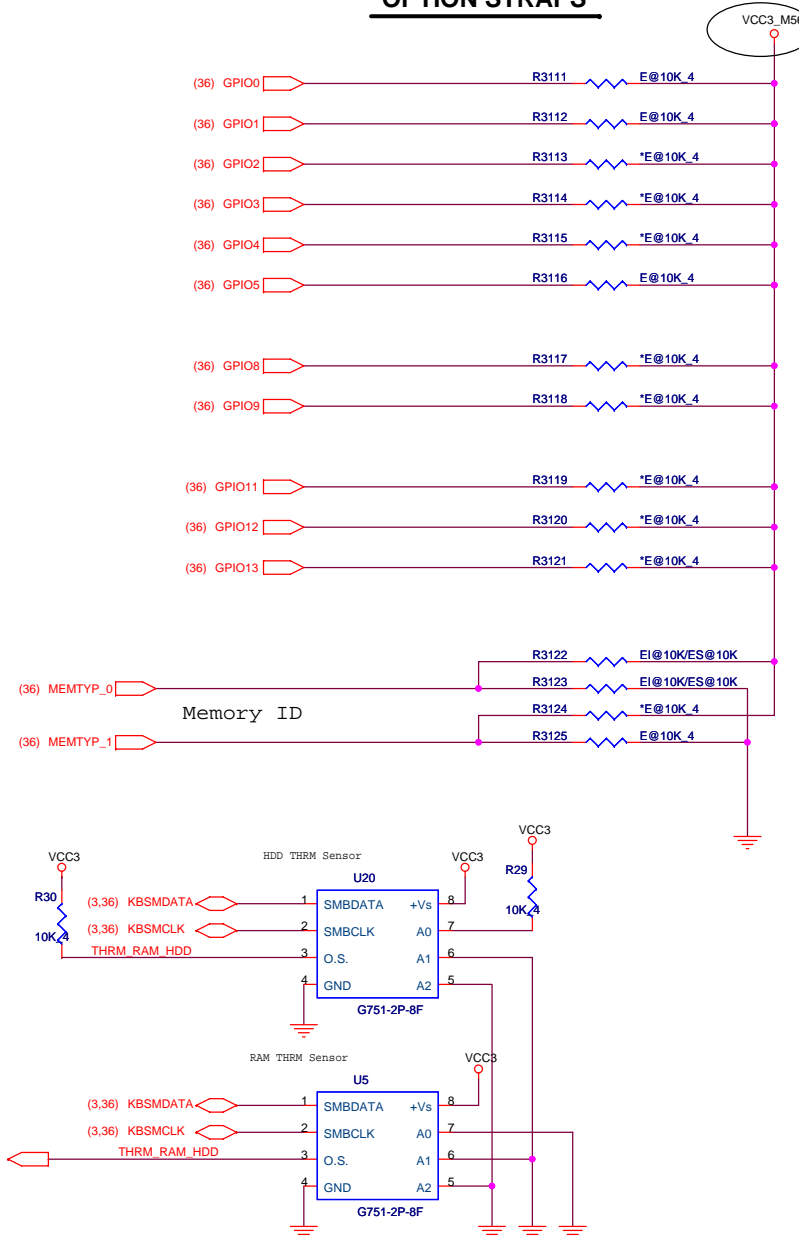 OPTION STRAPS
VCC3_M56
(36) GPIO0 R3111 E@10K_4
(36) GPIO1 R3112 E@10K_4
(36) GPIO2 R3113 *E@10K_4
(36) GPIO3 R3114 *E@10K_4
(36) GPIO4 R3115 *E@10K_4
(36) GPIO5 R3116 E@10K_4
(36) GPIO8 R3117 *E@10K_4
(36) GPIO9 R3118 *E@10K_4
(36) GPIO11 R3119 *E@10K_4
(36) GPIO12 R3120 *E@10K_4
(36) GPIO13 R3121 *E@10K_4
R3122 EI@10K/ES@10K
(36) MEMTYP_0 R3123 EI@10K/ES@10K
Memory ID R3124 *E@10K_4
(36) MEMTYP_1 R3125 E@10K_4
VCC3 HDD THRM Sensor VCC3 VCC3
U20
R30 10K_4
R29 10K_4
(3,36) KBSMDATA 1 SMBDATA +Vs 8
(3,36) KBSMCLK 2 SMBCLK A0 7
THRM_RAM_HDD 3 O.S. A1 6
4 GND A2 5
G751-2P-8F
RAM THRM Sensor VCC3
U5
(3,36) KBSMDATA 1 SMBDATA +Vs 8
(3,36) KBSMCLK 2 SMBCLK A0 7
THRM_RAM_HDD 3 O.S. A1 6
4 GND A2 5
G751-2P-8F